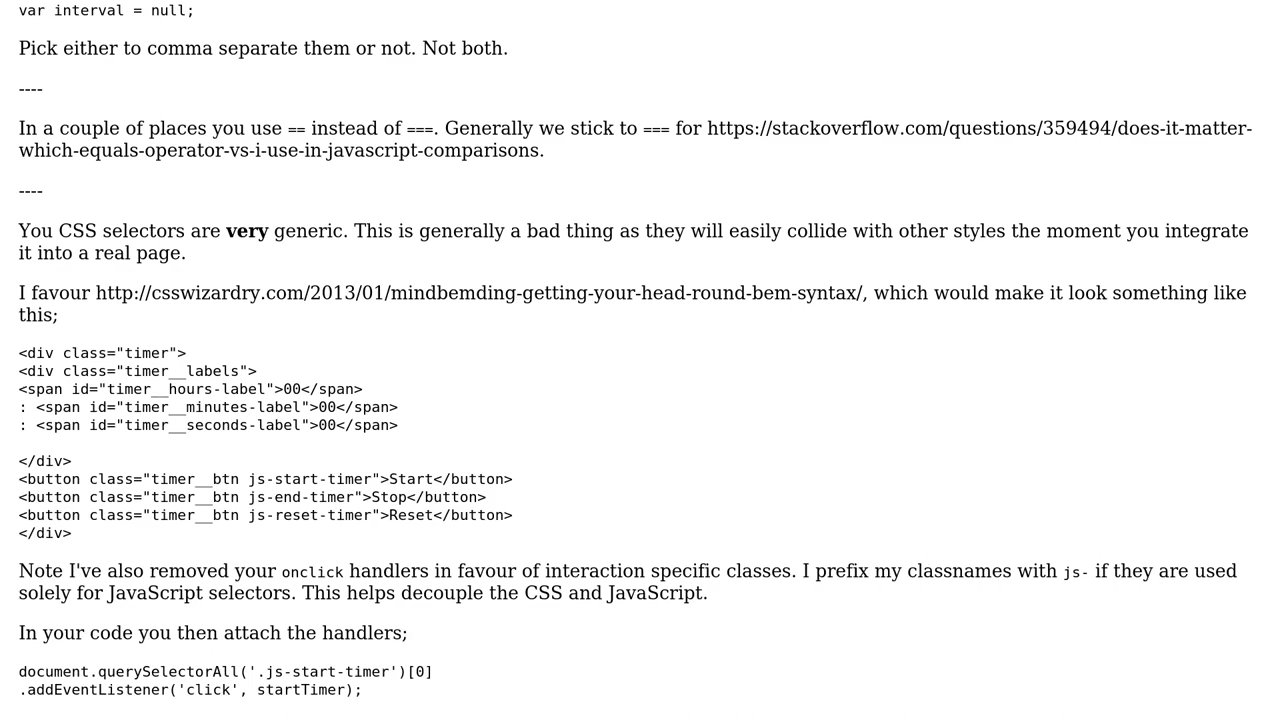 var interval = null;
Pick either to comma separate them or not. Not both.
----
In a couple of places you use == instead of ===. Generally we stick to === for https://stackoverflow.com/questions/359494/does-it-matter-
which-equals-operator-vs-i-use-in-javascript-comparisons.
----
You CSS selectors are very generic. This is generally a bad thing as they will easily collide with other styles the moment you integrate
it into a real page.
I favour http://csswizardry.com/2013/01/mindbemding-getting-your-head-round-bem-syntax/, which would make it look something like
this;
<div class="timer">
<div class="timer__labels">
<span id="timer__hours-label">00</span>
: <span id="timer__minutes-label">00</span>
: <span id="timer__seconds-label">00</span>
</div>
<button class="timer__btn js-start-timer">Start</button>
<button class="timer__btn js-end-timer">Stop</button>
<button class="timer__btn js-reset-timer">Reset</button>
</div>
Note I've also removed your onclick handlers in favour of interaction specific classes. I prefix my classnames with js- if they are used
solely for JavaScript selectors. This helps decouple the CSS and JavaScript.
In your code you then attach the handlers;
document.querySelectorAll('.js-start-timer')[0]
.addEventListener('click', startTimer);